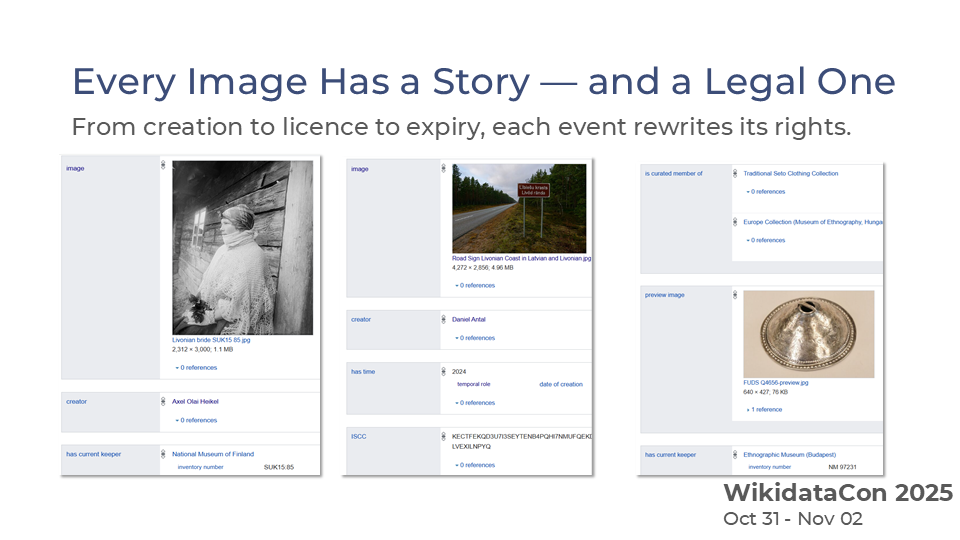 Every Image Has a Story — and a Legal One
From creation to licence to expiry, each event rewrites its rights.
image
Livonian bride SUK15 85.jpg
2,312 × 3,000; 1.1 MB
+ 0 references
creator
Axel Olai Heikel
+ 0 references
has current keeper
National Museum of Finland
inventory number SUK15:85
image
Lībiešu krasts
Līvõd rānda
Road Sign Livonian Coast in Latvian and Livonian.jpg
4,272 × 2,856; 4.96 MB
+ 0 references
creator
Daniel Antal
+ 0 references
has time
2024
temporal role date of creation
+ 0 references
ISCC
LVEXILNPYQ
+ 0 references
is curated member of
Traditional Seto Clothing Collection
+ 0 references
Europe Collection (Museum of Ethnography, Hunga
+ 0 references
preview image
FUDS Q4656-preview.jpg
640 × 427; 76 KB
+ 1 reference
has current keeper
Ethnographic Museum (Budapest)
inventory number NM 97231
WikidataCon 2025
Oct 31 - Nov 02